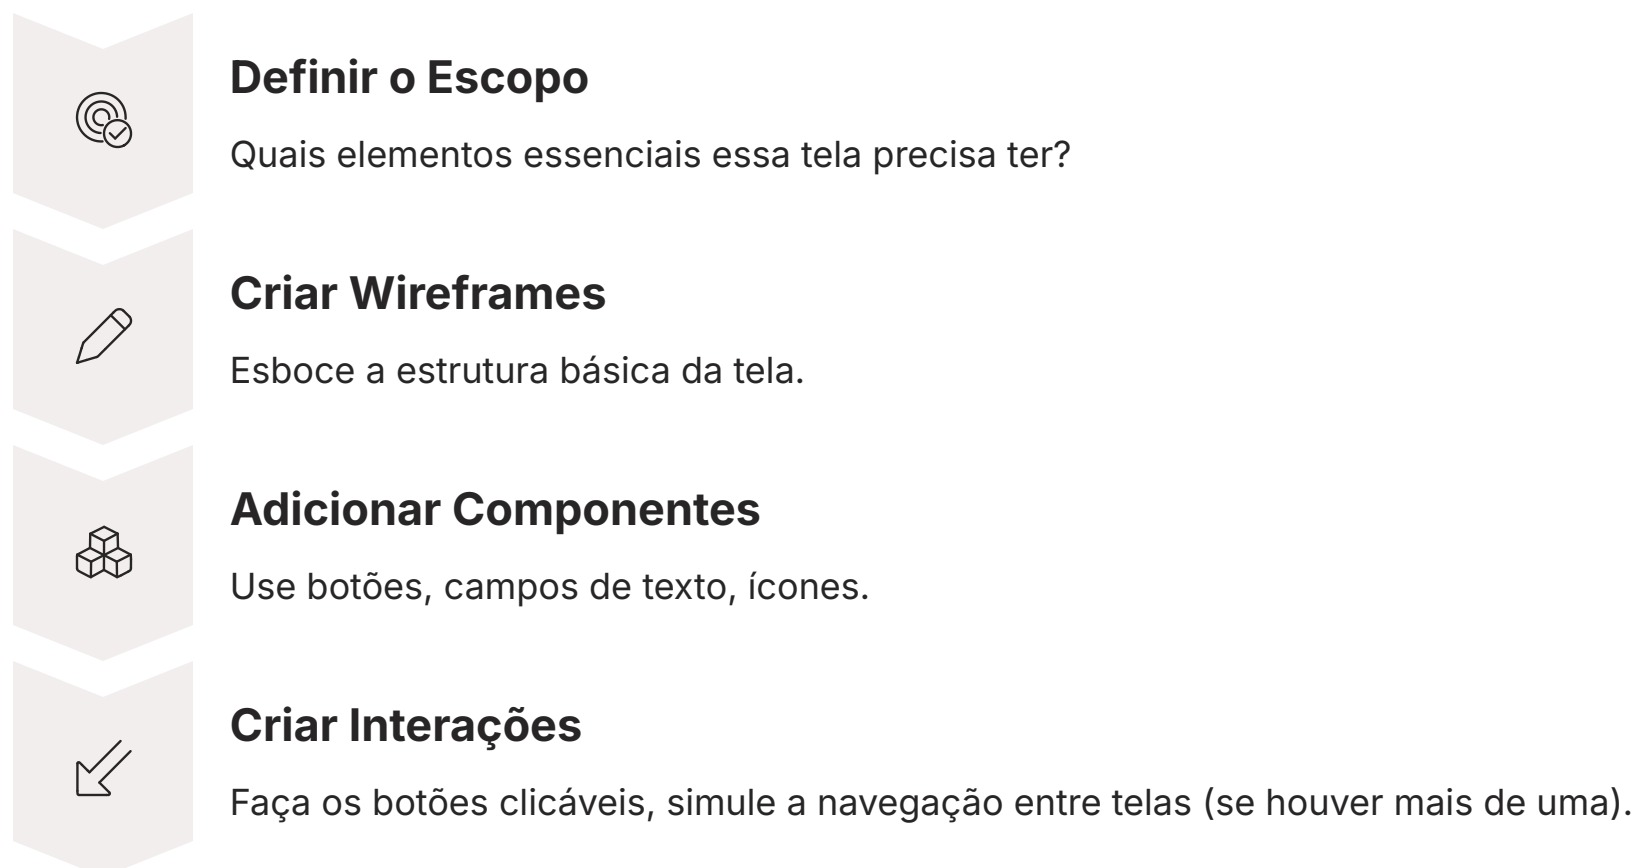 Definir o Escopo
Quais elementos essenciais essa tela precisa ter?
Criar Wireframes
Esboce a estrutura básica da tela.
Adicionar Componentes
Use botões, campos de texto, ícones.
Criar Interações
Faça os botões clicáveis, simule a navegação entre telas (se houver mais de uma).